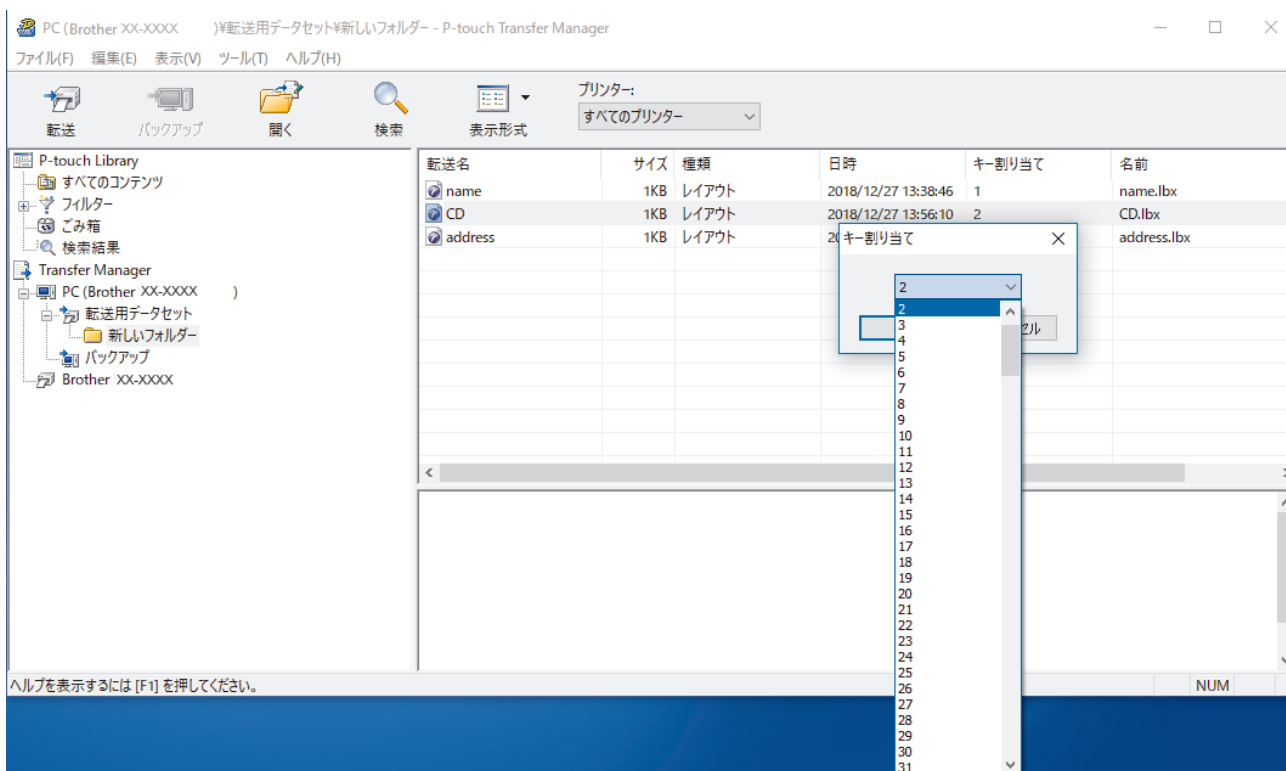 PC (Brother XX-XXXX )¥転送用データセット¥新しいフォルダー - P-touch Transfer Manager
ファイル(F) 編集(E) 表示(V) ツール(T) ヘルプ(H)
転送 バックアップ 開く 検索 表示形式
プリンター:
すべてのプリンター
P-touch Library
すべてのコンテンツ
フィルター
ごみ箱
検索結果
Transfer Manager
PC (Brother XX-XXXX )
転送用データセット
新しいフォルダー
バックアップ
Brother XX-XXXX
転送名 サイズ 種類 日時 キー割り当て 名前
name 1KB レイアウト 2018/12/27 13:38:46 1 name.lbx
CD 1KB レイアウト 2018/12/27 13:56:10 2 CD.lbx
address 1KB レイアウト 20 address.lbx
キー割り当て
2
2
3
4
5
6
7
8
9
10
11
12
13
14
15
16
17
18
19
20
21
22
23
24
25
26
27
28
29
30
31
セル
ヘルプを表示するには [F1] を押してください。
NUM